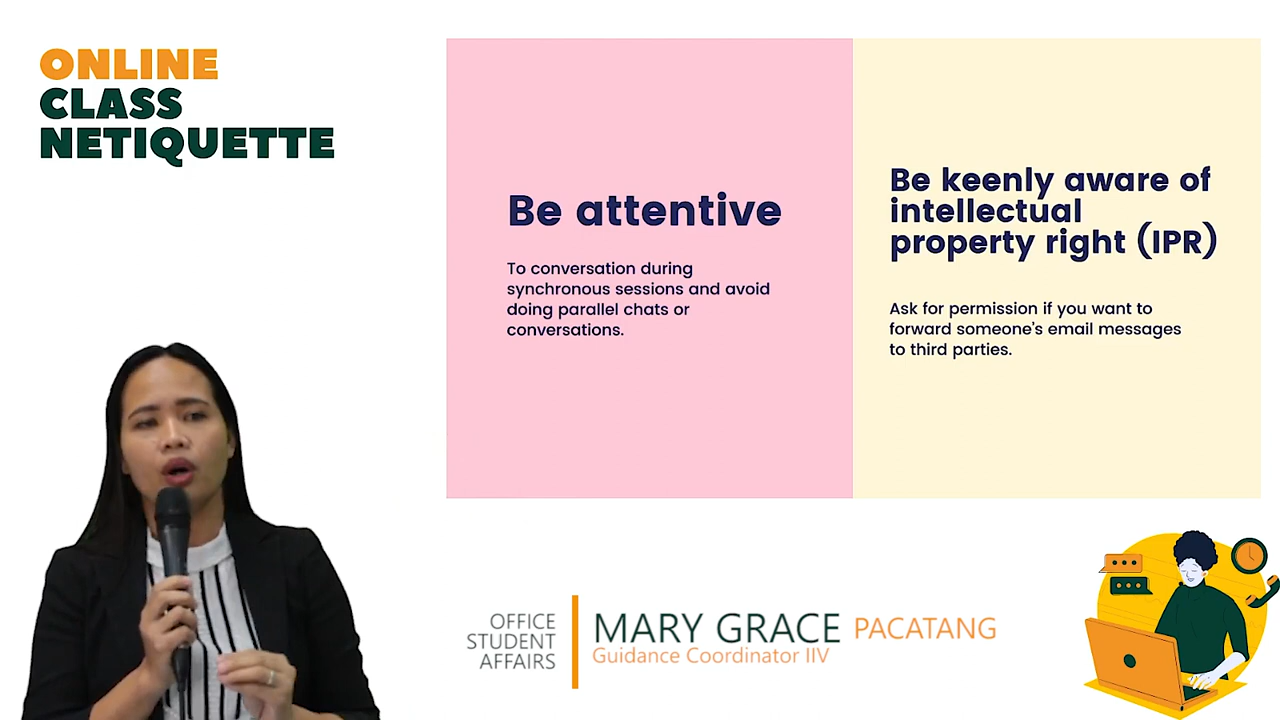 ONLINE
CLASS
NETIQUETTE
Be attentive
To conversation during
synchronous sessions and avoid
doing parallel chats or
conversations.
Be keenly aware of
intellectual
property right (IPR)
Ask for permission if you want to
forward someone's email messages
to third parties.
OFFICE
STUDENT
AFFAIRS
MARY GRACE PACATANG
Guidance Coordinator IIV